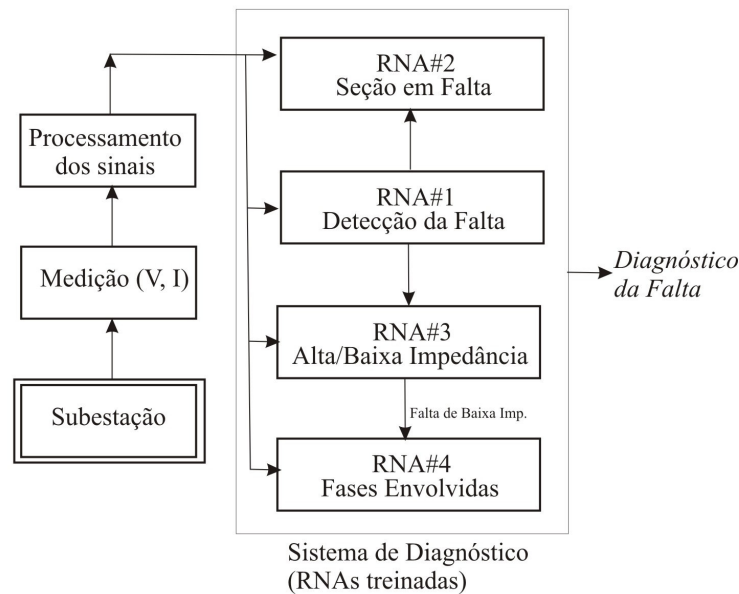 RNA#2
Seção em Falta
Processamento
dos sinais
RNA#1
Detecção da Falta
Medição (V, I)
Diagnóstico
da Falta
RNA#3
Alta/Baixa Impedância
Subestação
Falta de Baixa Imp.
RNA#4
Fases Envolvidas
Sistema de Diagnóstico
(RNAs treinadas)